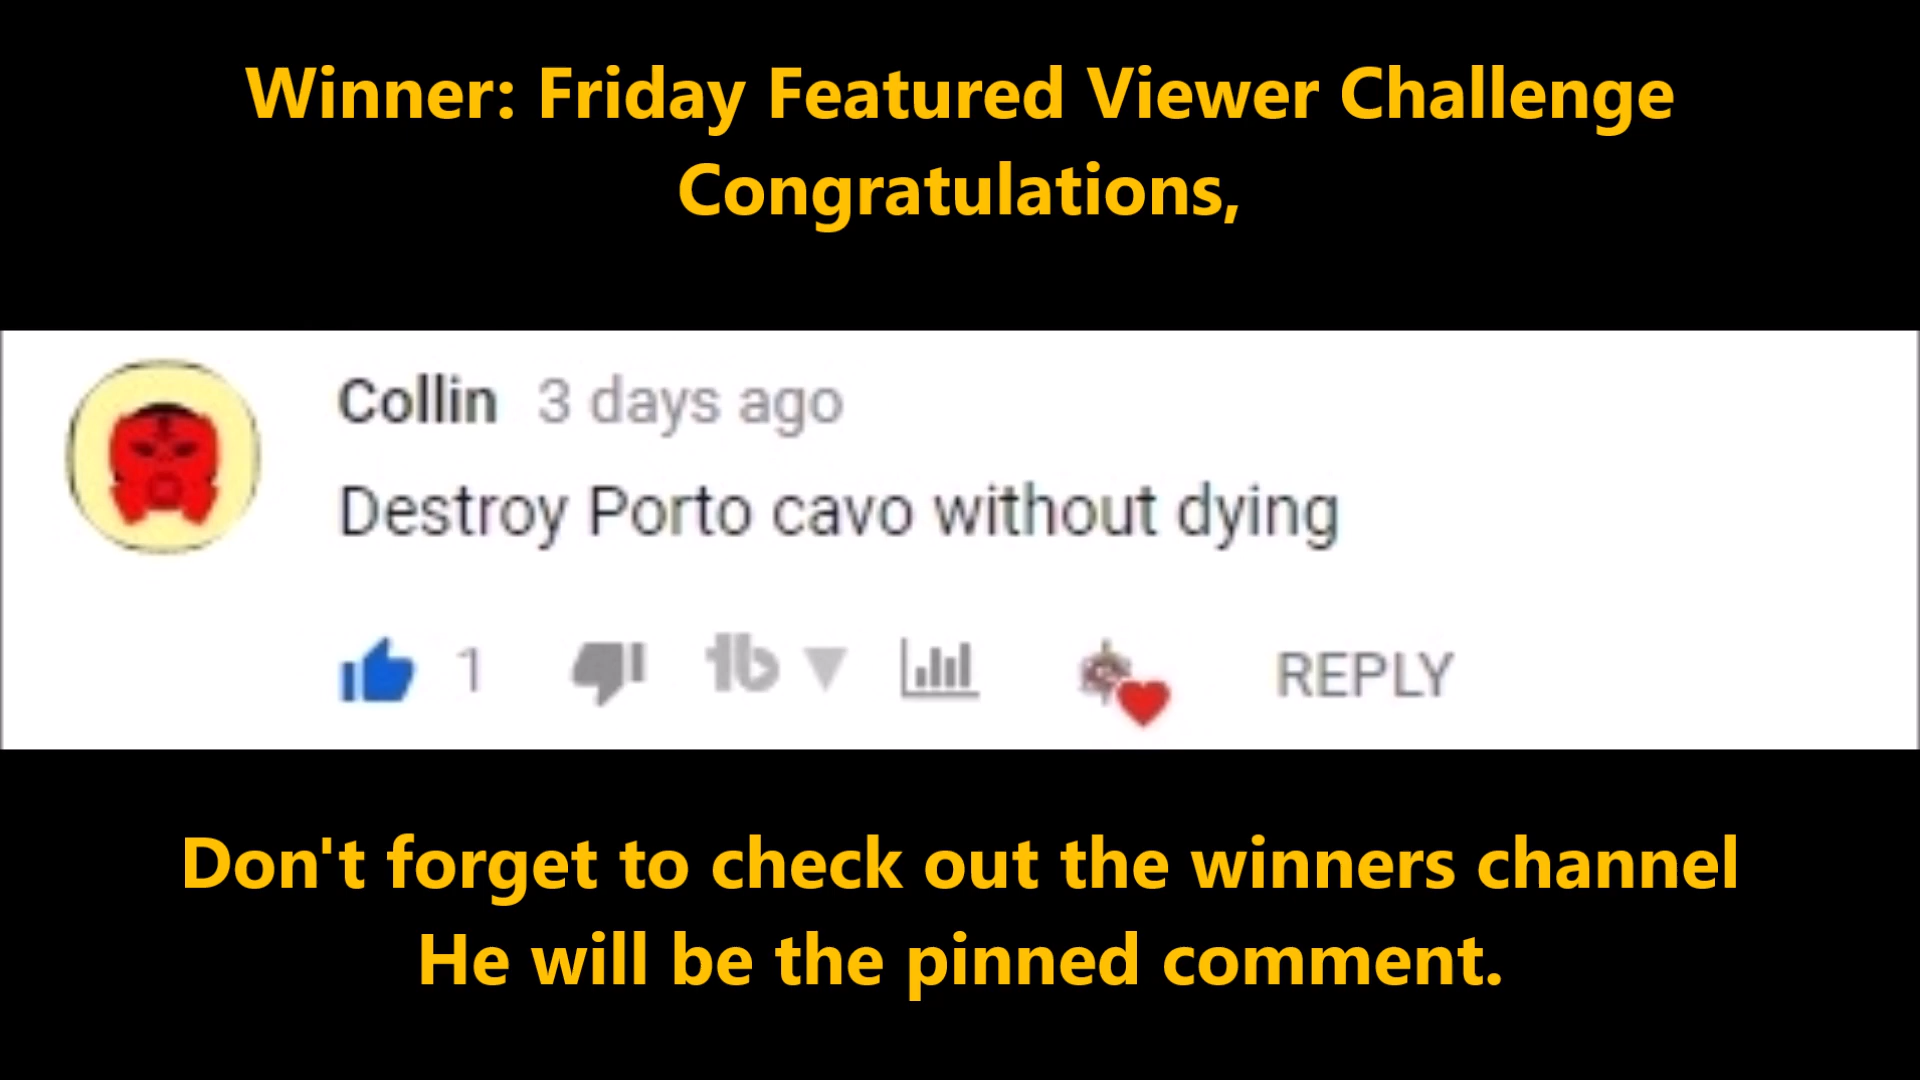 Winner: Friday Featured Viewer Challenge
Congratulations,
Collin 3 days ago
Destroy Porto cavo without dying
1 tb REPLY
Don't forget to check out the winners channel
He will be the pinned comment.